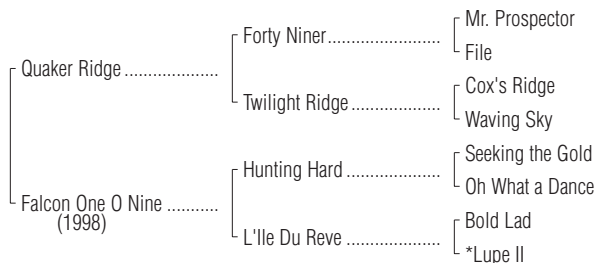 Mr. Prospector
Forty Niner........................
File
Quaker Ridge....................
Cox's Ridge
Twilight Ridge...................
Waving Sky
Seeking the Gold
Hunting Hard ....................
Oh What a Dance
Falcon One O Nine ...........
(1998)
Bold Lad
L'Ile Du Reve ....................
*Lupe II